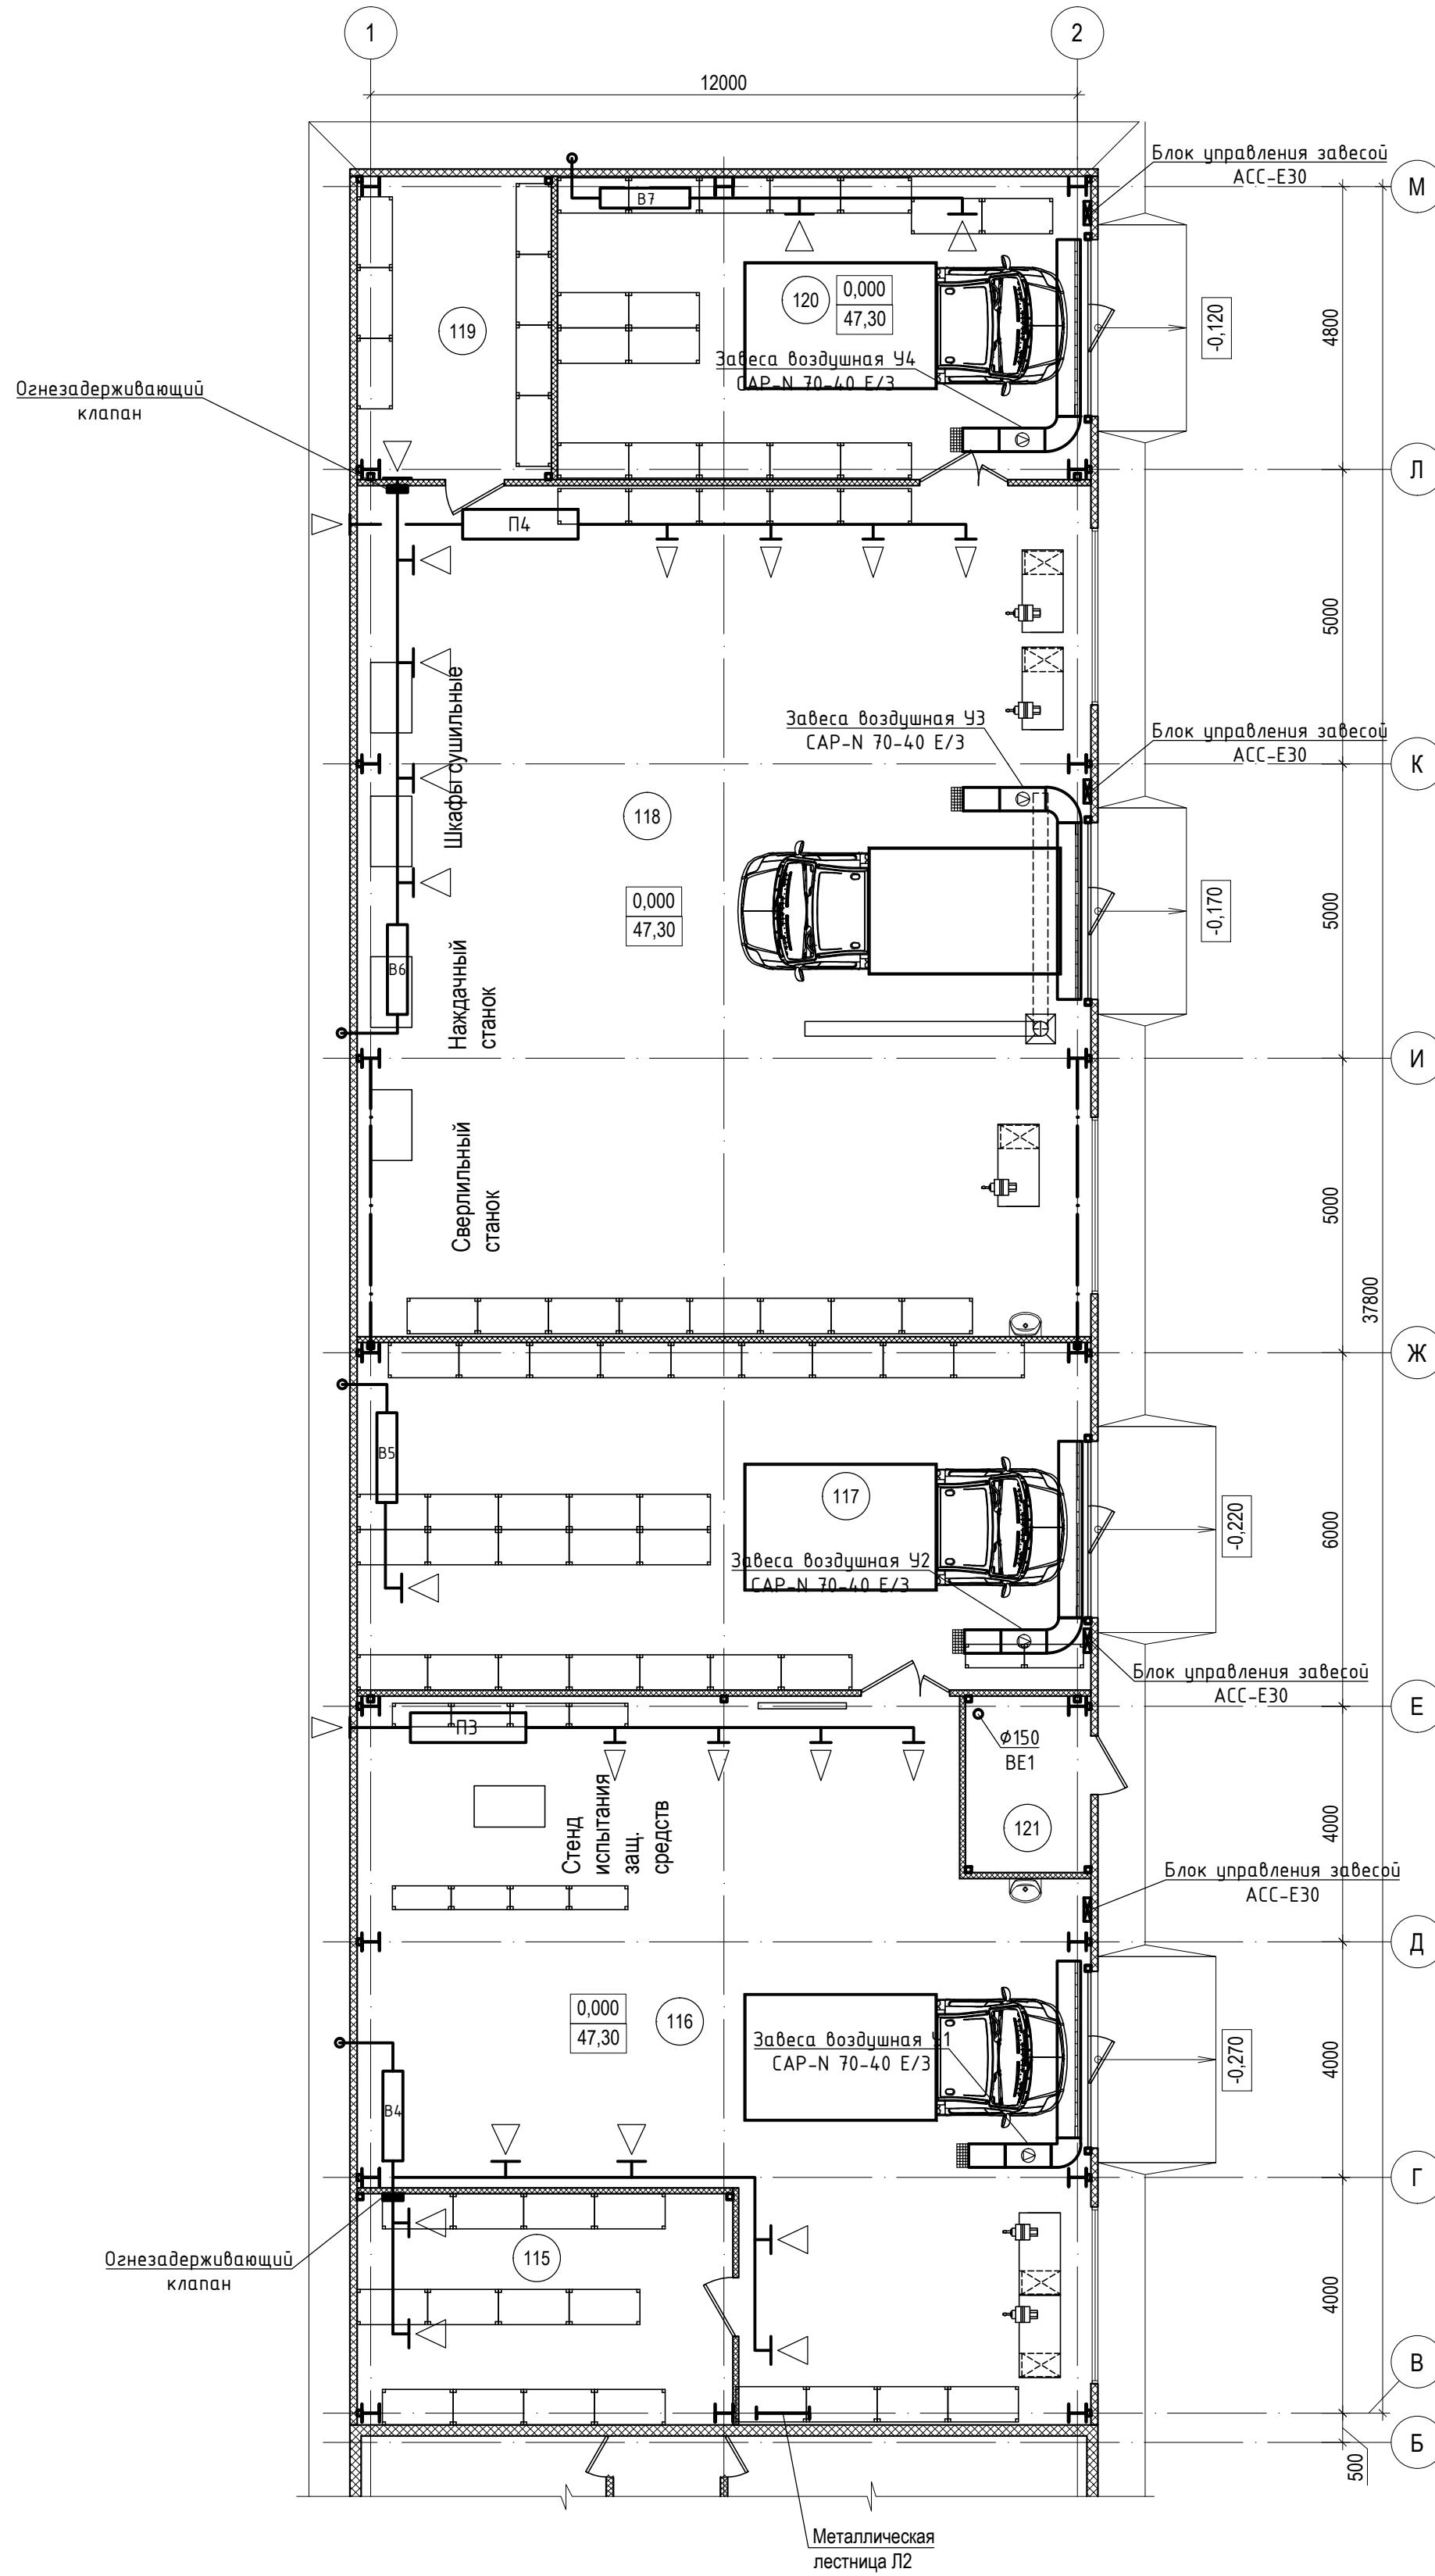 1
2
12000
Блок управления завесой
АСС-Е30
М
В7
120
0,000
47,30
119
-0,120
4800
Завеса воздушная У4
САР-N 70-40 Е/3
Огнезадерживающий
клапан
Л
П4
5000
Шкафы сушильные
Завеса воздушная У3
САР-N 70-40 Е/3
Блок управления завесой
АСС-Е30
К
118
0,000
47,30
-0,170
5000
В6
Наждачный
станок
И
Сверлильный
станок
5000
37800
Ж
В5
117
-0,220
6000
Завеса воздушная У2
САР-N 70-40 Е/3
Блок управления завесой
АСС-Е30
Е
П3
Ф150
ВЕ1
Стенд
испытания
защ.
средств
121
4000
Блок управления завесой
АСС-Е30
Д
0,000
47,30
116
Завеса воздушная У1
САР-N 70-40 Е/3
-0,270
4000
В4
Г
Огнезадерживающий
клапан
115
4000
В
Б
500
Металлическая
лестница Л2